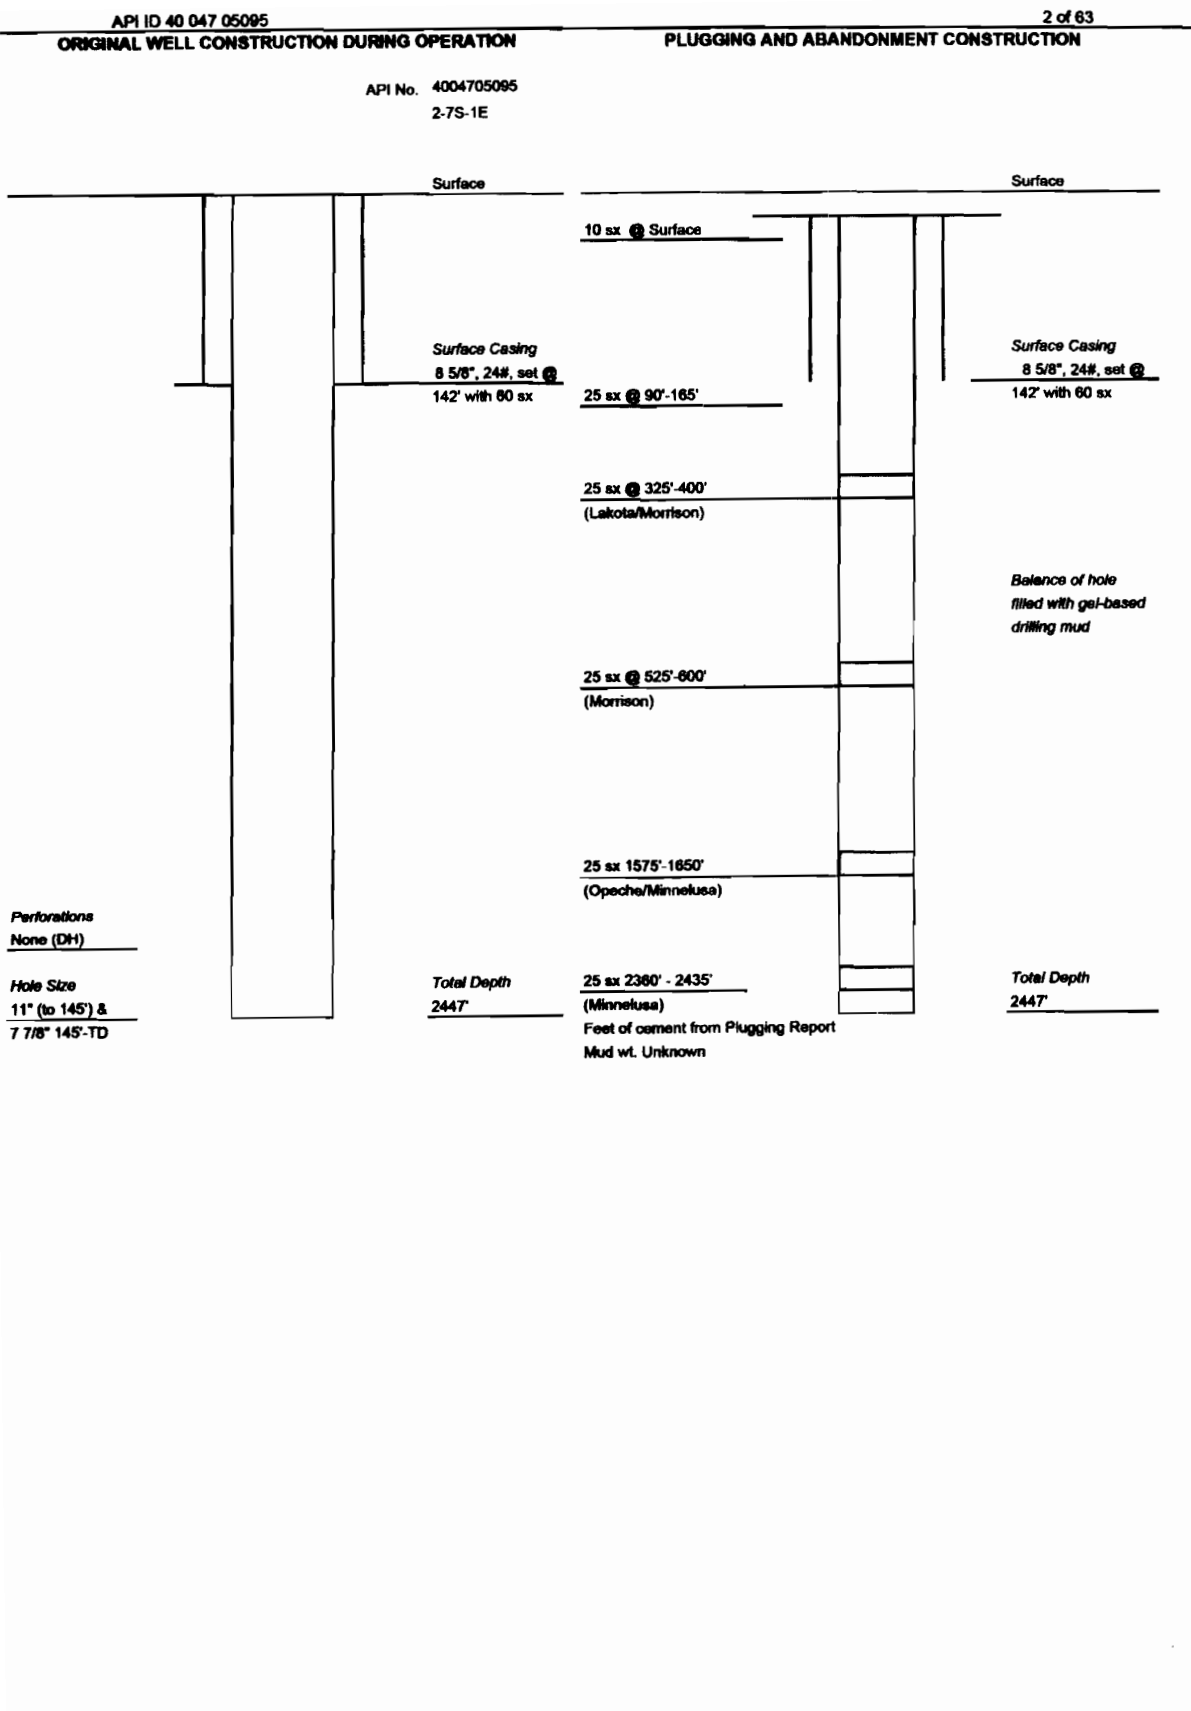 API ID 40 047 05095
2 of 63
ORIGINAL WELL CONSTRUCTION DURING OPERATION
PLUGGING AND ABANDONMENT CONSTRUCTION
API No. 4004705095
2-7S-1E
Surface
Surface
10 sx @ Surface
Surface Casing
8 5/8", 24#, set @
142' with 60 sx
Surface Casing
8 5/8", 24#, set @
142' with 60 sx
25 sx @ 90'-165'
25 sx @ 325'-400'
(Lakota/Morrison)
Balance of hole
filled with gel-based
drilling mud
25 sx @ 525'-600'
(Morrison)
25 sx 1575'-1650'
(Opeche/Minnelusa)
Perforations
None (DH)
Hole Size
11" (to 145') &
7 7/8" 145'-TD
Total Depth
2447'
25 sx 2360' - 2435'
(Minnelusa)
Feet of cement from Plugging Report
Mud wt. Unknown
Total Depth
2447'